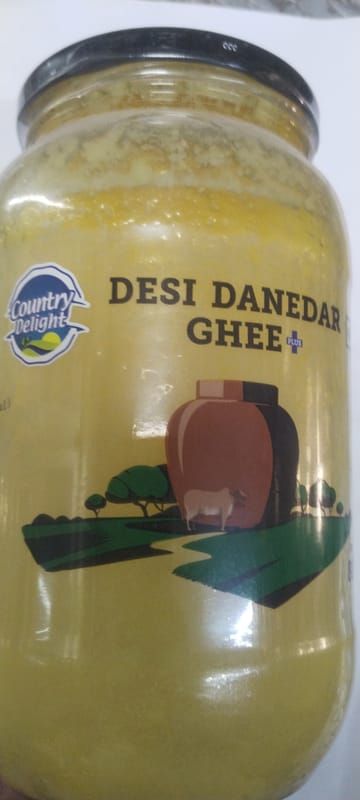 Country
Delight
DESI DANEDAR
GHEE
PLUS